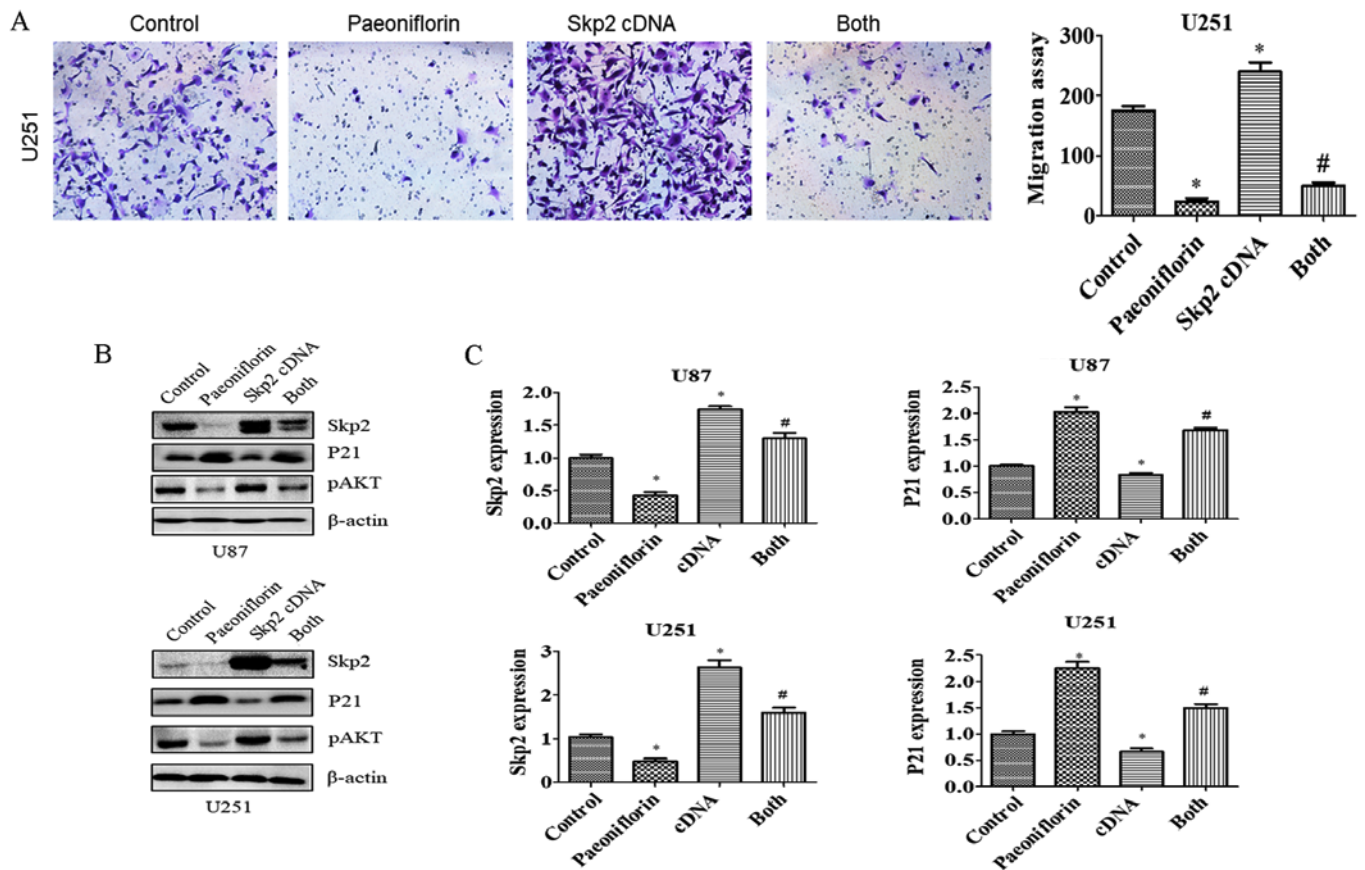 A
Control
Paeoniflorin
Skp2 cDNA
Both
U251
U251
Migration assay
300
200
100
0
*
*
#
Control
Paeoniflorin
Skp2 cDNA
Both
B
Control
Paeoniflorin
Skp2 cDNA
Both
Skp2
P21
pAKT
β-actin
U87
Control
Paeoniflorin
Skp2 cDNA
Both
Skp2
P21
pAKT
β-actin
U251
C
U87
Skp2 expression
2.0
1.5
1.0
0.5
0.0
*
*
#
Control
Paeoniflorin
cDNA
Both
U87
P21 expression
2.5
2.0
1.5
1.0
0.5
0.0
*
*
#
Control
Paeoniflorin
cDNA
Both
U251
Skp2 expression
3
2
1
0
*
*
#
Control
Paeoniflorin
cDNA
Both
U251
P21 expression
2.5
2.0
1.5
1.0
0.5
0.0
*
*
#
Control
Paeoniflorin
cDNA
Both